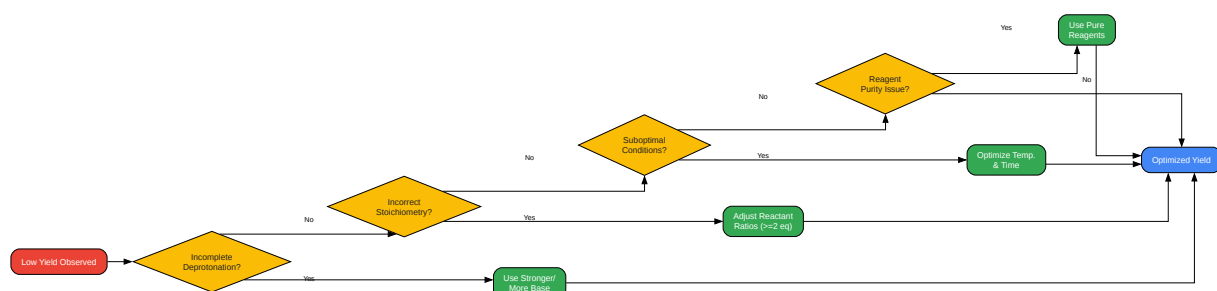 Yes
Use Pure
Reagents
Reagent
Purity Issue?
No
No
Suboptimal
Conditions?
No
Yes
Optimize Temp.
& Time
Optimized Yield
Incorrect
Stoichiometry?
No
Yes
Adjust Reactant
Ratios (>=2 eq)
Low Yield Observed
Incomplete
Deprotonation?
Yes
Use Stronger/
More Base